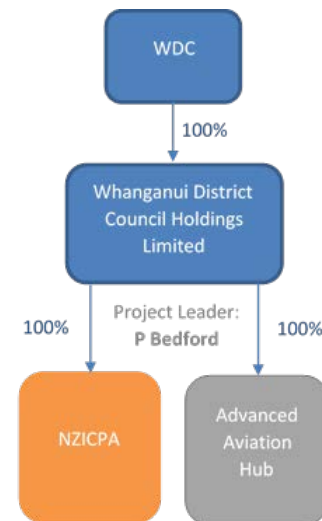 WDC
100%
Whanganui District
Council Holdings
Limited
100%
Project Leader:
P Bedford
100%
NZICPA
Advanced
Aviation
Hub